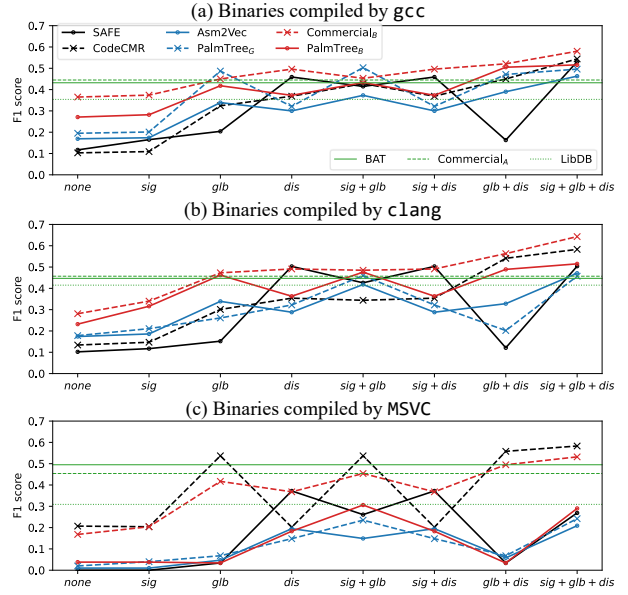 (a) Binaries compiled by gcc
0.7
0.6
0.5
0.4
0.3
0.2
0.1
0.0
F1 score
SAFE
CodeCMR
Asm2Vec
PalmTree_G
Commercial_B
PalmTree_B
BAT
Commercial_A
LibDB
none sig glb dis sig + glb sig + dis glb + dis sig + glb + dis
(b) Binaries compiled by clang
0.7
0.6
0.5
0.4
0.3
0.2
0.1
0.0
F1 score
none sig glb dis sig + glb sig + dis glb + dis sig + glb + dis
(c) Binaries compiled by MSVC
0.7
0.6
0.5
0.4
0.3
0.2
0.1
0.0
F1 score
none sig glb dis sig + glb sig + dis glb + dis sig + glb + dis